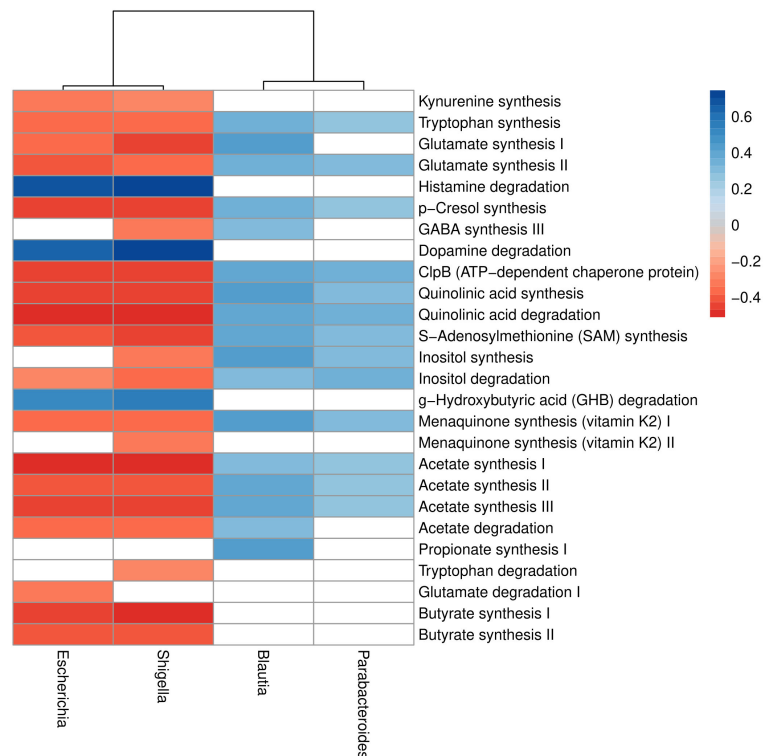 Kynurenine synthesis
Tryptophan synthesis
Glutamate synthesis I
Glutamate synthesis II
Histamine degradation
p−Cresol synthesis
GABA synthesis III
Dopamine degradation
ClpB (ATP−dependent chaperone protein)
Quinolinic acid synthesis
Quinolinic acid degradation
S−Adenosylmethionine (SAM) synthesis
Inositol synthesis
Inositol degradation
g−Hydroxybutyric acid (GHB) degradation
Menaquinone synthesis (vitamin K2) I
Menaquinone synthesis (vitamin K2) II
Acetate synthesis I
Acetate synthesis II
Acetate synthesis III
Acetate degradation
Propionate synthesis I
Tryptophan degradation
Glutamate degradation I
Butyrate synthesis I
Butyrate synthesis II
Escherichia
Shigella
Blautia
Parabacteroides
0.6
0.4
0.2
0
−0.2
−0.4